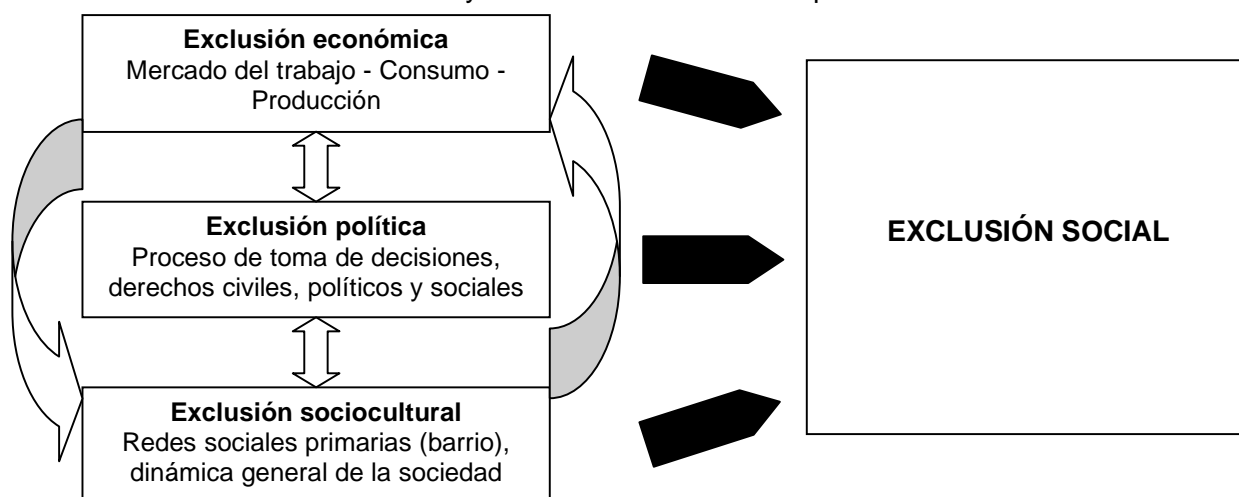 Exclusión económica
Mercado del trabajo - Consumo -
Producción
Exclusión política
Proceso de toma de decisiones,
derechos civiles, políticos y sociales
Exclusión sociocultural
Redes sociales primarias (barrio),
dinámica general de la sociedad
EXCLUSIÓN SOCIAL